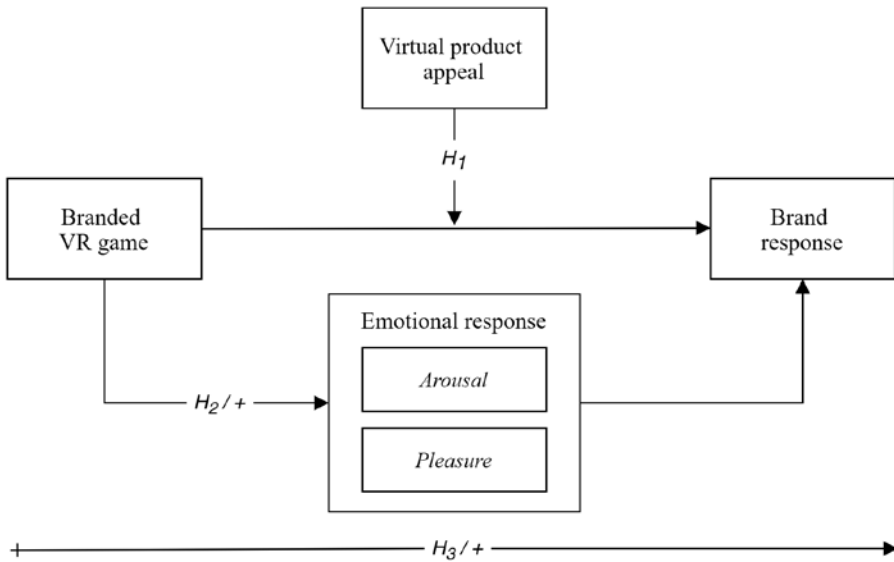 Virtual product
appeal
H1
Branded
VR game
Brand
response
Emotional response
Arousal
H2/+
Pleasure
H3/+